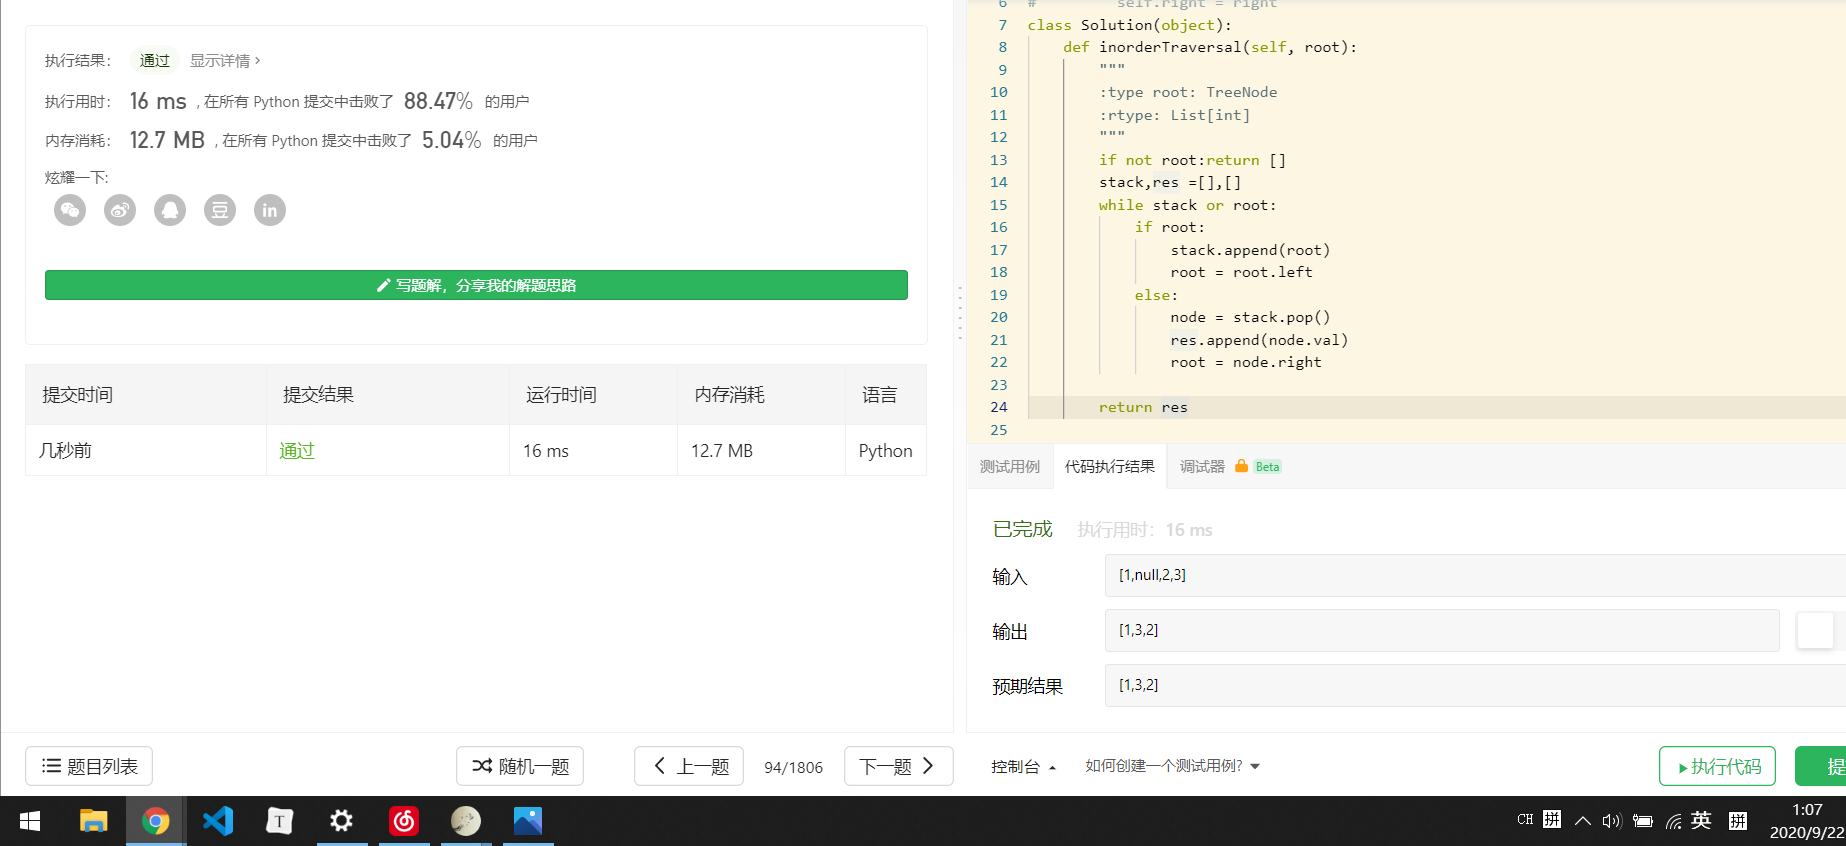 执行结果： 通过 显示详情 ›
执行用时： 16 ms , 在所有 Python 提交中击败了 88.47% 的用户
内存消耗： 12.7 MB , 在所有 Python 提交中击败了 5.04% 的用户
炫耀一下:
豆 in
写题解，分享我的解题思路
提交时间 提交结果 运行时间 内存消耗 语言
几秒前 通过 16 ms 12.7 MB Python
题目列表 随机一题 上一题 94/1806 下一题
6 # self.right = right
7 class Solution(object):
8 def inorderTraversal(self, root):
9 """
10 :type root: TreeNode
11 :rtype: List[int]
12 """
13 if not root:return []
14 stack,res =[],[]
15 while stack or root:
16 if root:
17 stack.append(root)
18 root = root.left
19 else:
20 node = stack.pop()
21 res.append(node.val)
22 root = node.right
23
24 return res
25
测试用例 代码执行结果 调试器 Beta
已完成 执行用时：16 ms
输入 [1,null,2,3]
输出 [1,3,2]
预期结果 [1,3,2]
控制台 如何创建一个测试用例? 执行代码 提
T CH 拼 英 拼 1:07
2020/9/22